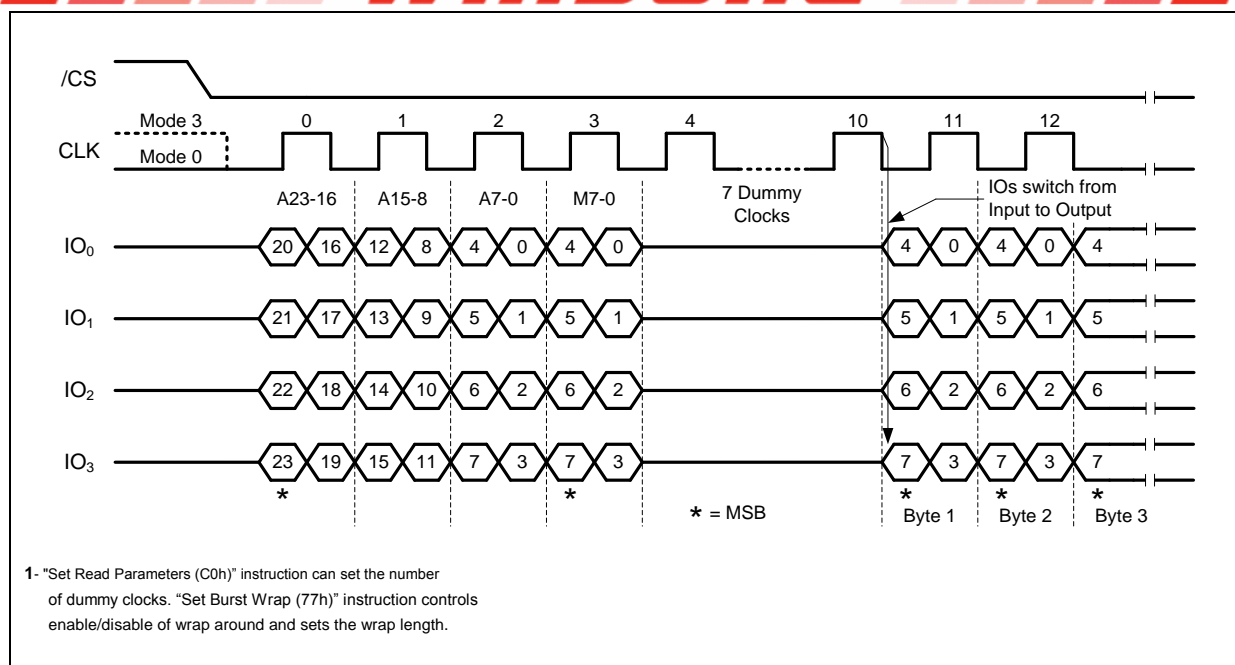 /CS
Mode 3 0 1 2 3 4 10 11 12
CLK
Mode 0
A23-16 A15-8 A7-0 M7-0 7 Dummy IOs switch from
Clocks Input to Output
IO0 20 16 12 8 4 0 4 0 4 0 4 0 4
IO1 21 17 13 9 5 1 5 1 5 1 5 1 5
IO2 22 18 14 10 6 2 6 2 6 2 6 2 6
IO3 23 19 15 11 7 3 7 3 7 3 7 3 7
* * * * *
* = MSB Byte 1 Byte 2 Byte 3
1- "Set Read Parameters (C0h)” instruction can set the number
of dummy clocks. “Set Burst Wrap (77h)” instruction controls
enable/disable of wrap around and sets the wrap length.